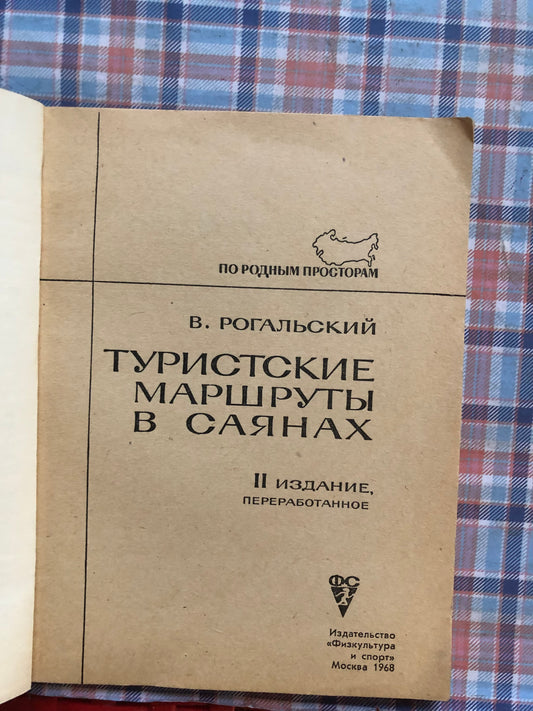 ПО РОДНЫМ ПРОСТОРАМ
В. РОГАЛЬСКИЙ
ТУРИСТСКИЕ
МАРШРУТЫ
В САЯНАХ
II ИЗДАНИЕ,
ПЕРЕРАБОТАННОЕ
ФС
Издательство
«Физкультура
и спорт»
Москва 1968